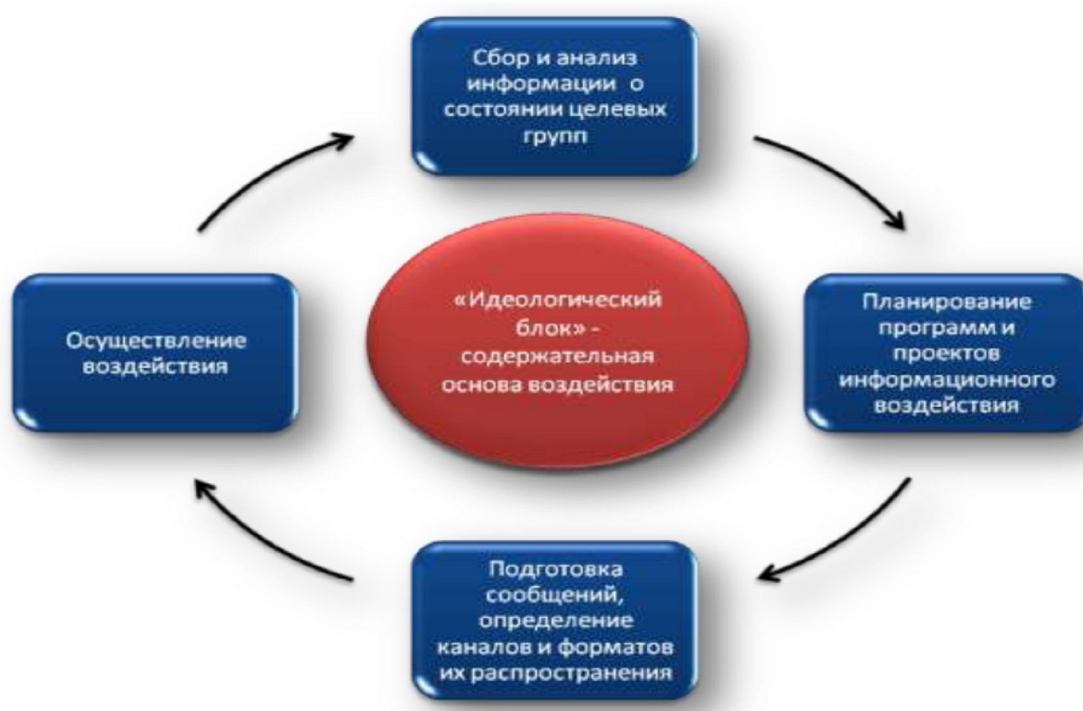 Сбор и анализ
информации о
состоянии целевых
групп
«Идеологический
блок» -
содержательная
основа воздействия
Осуществление
воздействия
Планирование
программ и
проектов
информационного
воздействия
Подготовка
сообщений,
определение
каналов и форматов
их распространения